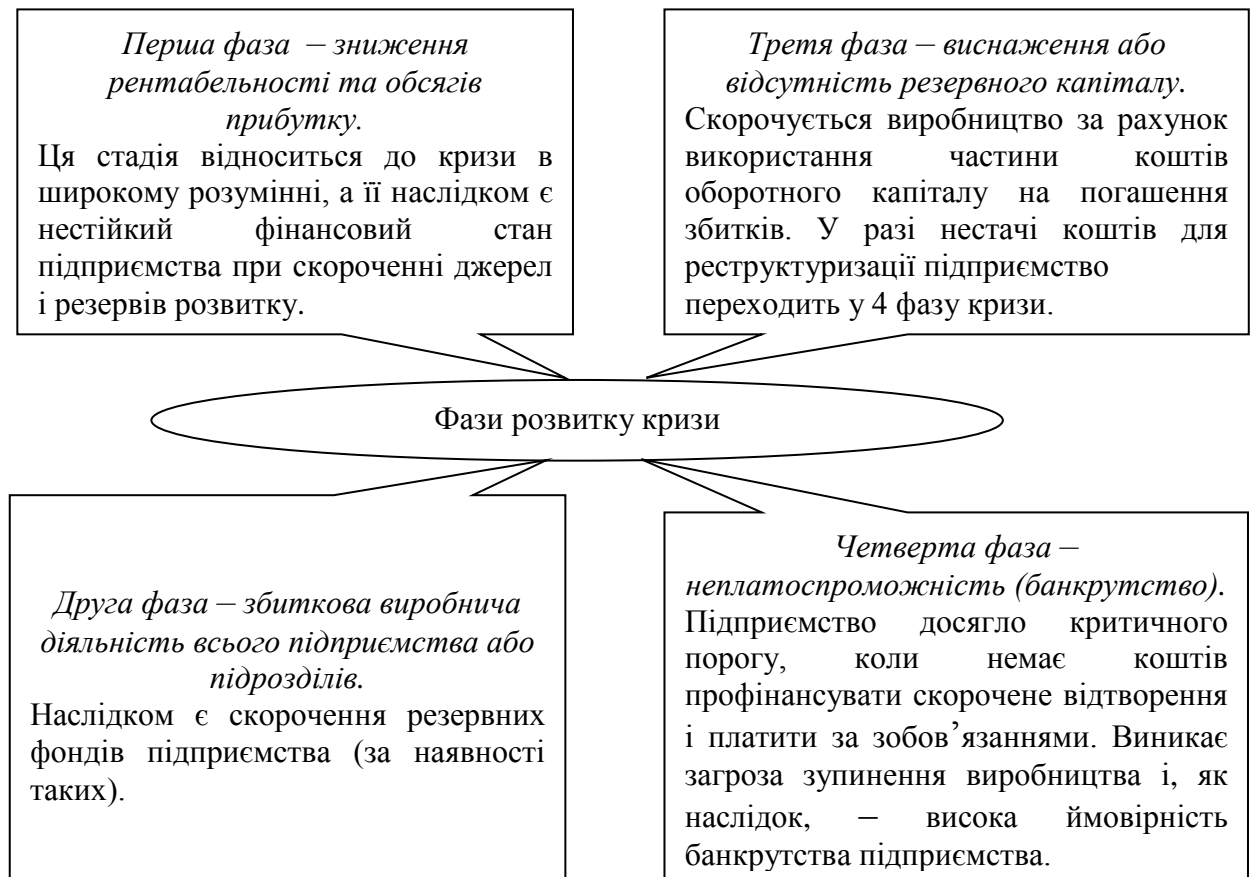 Перша фаза – зниження
рентабельності та обсягів
прибутку.
Ця стадія відноситься до кризи в
широкому розумінні, а її наслідком є
нестійкий фінансовий стан
підприємства при скороченні джерел
і резервів розвитку.
Третя фаза – виснаження або
відсутність резервного капіталу.
Скорочується виробництво за рахунок
використання частини коштів
оборотного капіталу на погашення
збитків. У разі нестачі коштів для
реструктуризації підприємство
переходить у 4 фазу кризи.
Фази розвитку кризи
Друга фаза – збиткова виробнича
діяльність всього підприємства або
підрозділів.
Наслідком є скорочення резервних
фондів підприємства (за наявності
таких).
Четверта фаза –
неплатоспроможність (банкрутство).
Підприємство досягло критичного
порогу, коли немає коштів
профінансувати скорочене відтворення
і платити за зобов’язаннями. Виникає
загроза зупинення виробництва і, як
наслідок, – висока ймовірність
банкрутства підприємства.